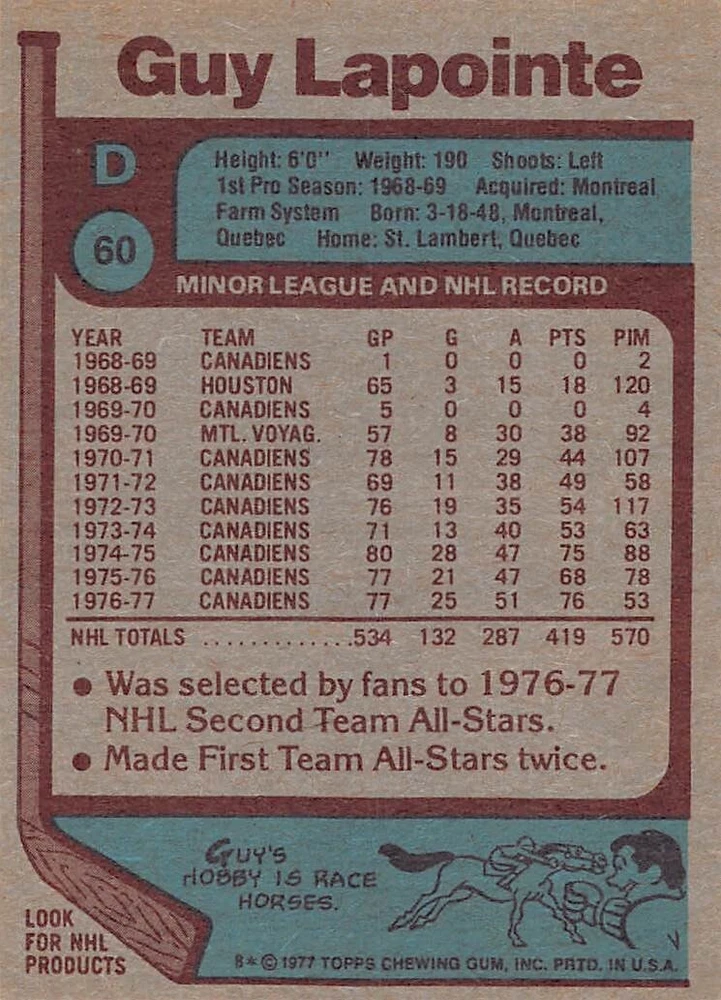 Guy Lapointe
D
60
Height: 6'0" Weight: 190 Shoots: Left
1st Pro Season: 1968-69 Acquired: Montreal
Farm System Born: 3-18-48, Montreal,
Quebec Home: St. Lambert, Quebec
MINOR LEAGUE AND NHL RECORD
YEAR TEAM GP G A PTS PIM
1968-69 CANADIENS 1 0 0 0 2
1968-69 HOUSTON 65 3 15 18 120
1969-70 CANADIENS 5 0 0 0 4
1969-70 MTL. VOYAG. 57 8 30 38 92
1970-71 CANADIENS 78 15 29 44 107
1971-72 CANADIENS 69 11 38 49 58
1972-73 CANADIENS 76 19 35 54 117
1973-74 CANADIENS 71 13 40 53 63
1974-75 CANADIENS 80 28 47 75 88
1975-76 CANADIENS 77 21 47 68 78
1976-77 CANADIENS 77 25 51 76 53
NHL TOTALS .............534 132 287 419 570
● Was selected by fans to 1976-77
NHL Second Team All-Stars.
● Made First Team All-Stars twice.
GUY'S
HOBBY IS RACE
HORSES.
LOOK
FOR NHL
PRODUCTS
8* © 1977 TOPPS CHEWING GUM, INC. PRTD. IN U.S.A.